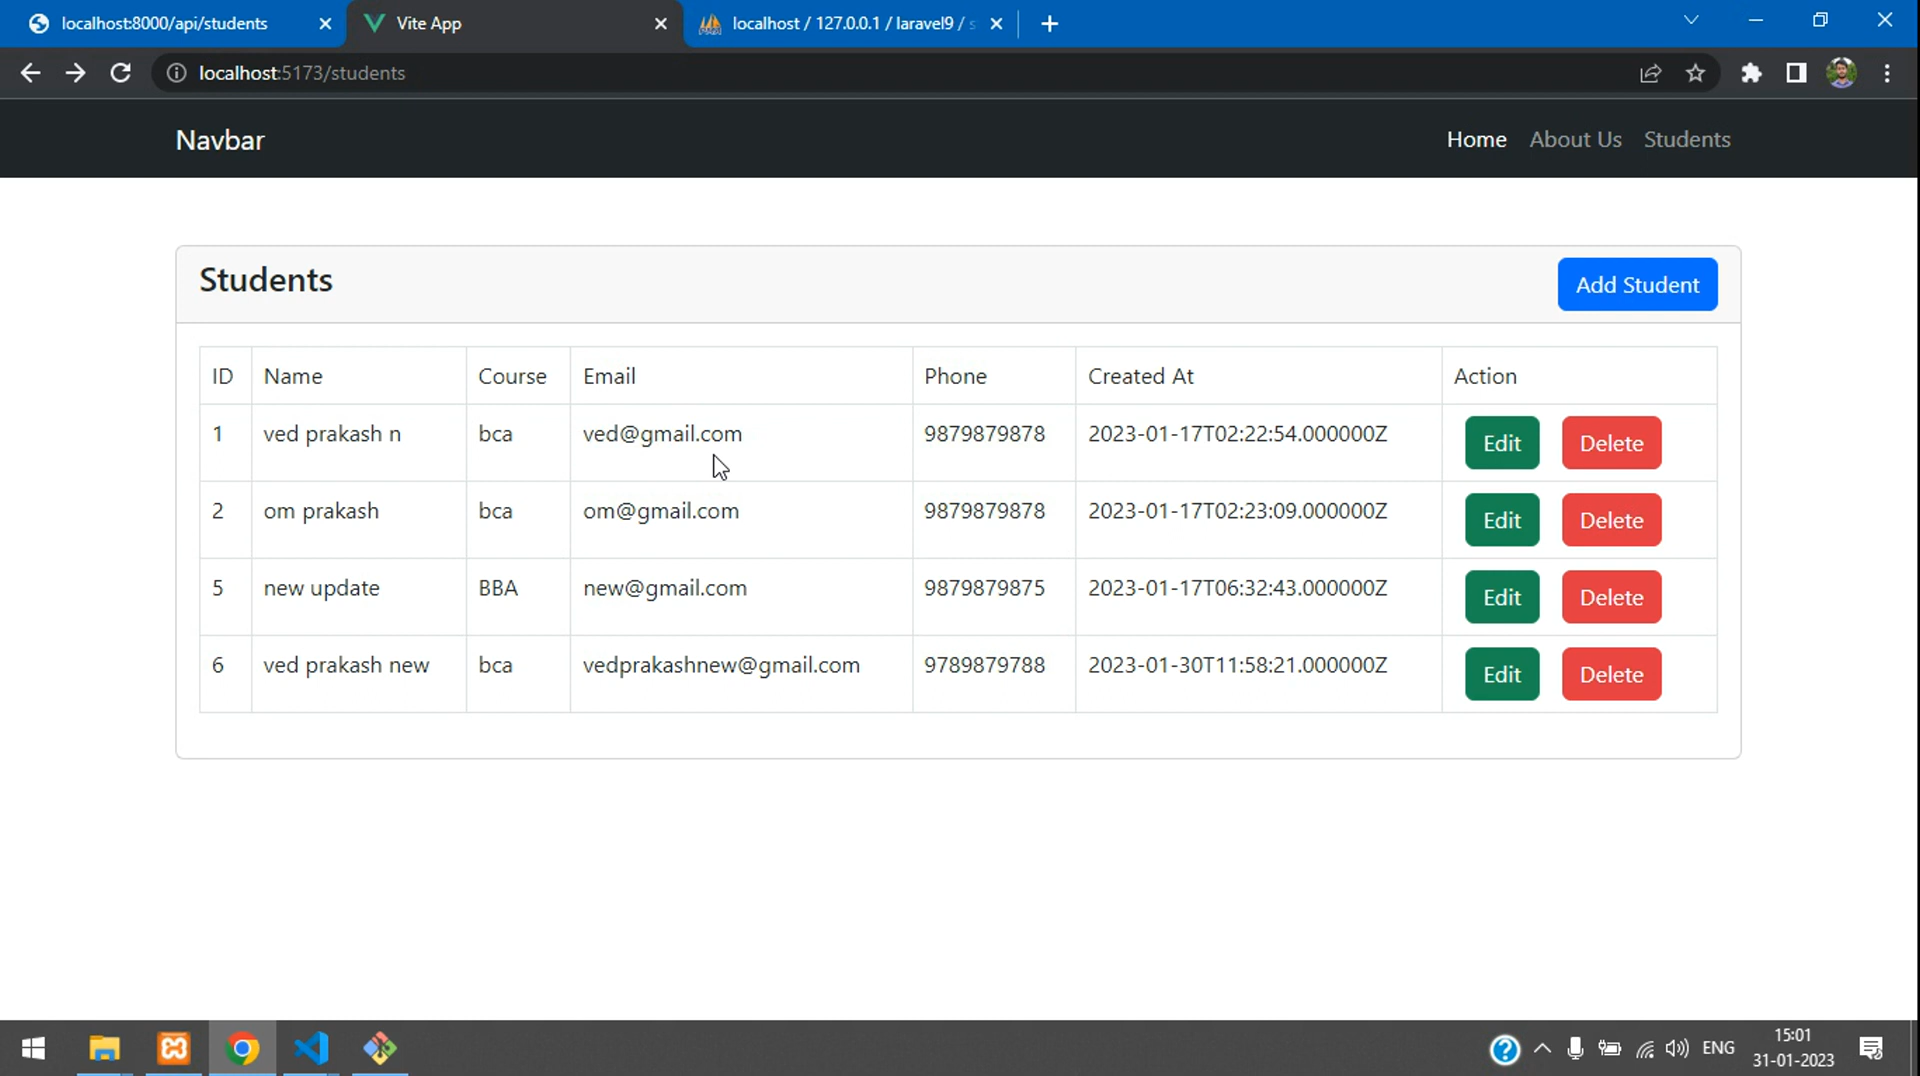 localhost:8000/api/students
Vite App
localhost / 127.0.0.1 / laravel9 / s
localhost:5173/students
Navbar
Home About Us Students
Students
Add Student
ID Name Course Email Phone Created At Action
1 ved prakash n bca ved@gmail.com 9879879878 2023-01-17T02:22:54.000000Z Edit Delete
2 om prakash bca om@gmail.com 9879879878 2023-01-17T02:23:09.000000Z Edit Delete
5 new update BBA new@gmail.com 9879879875 2023-01-17T06:32:43.000000Z Edit Delete
6 ved prakash new bca vedprakashnew@gmail.com 9789879788 2023-01-30T11:58:21.000000Z Edit Delete
ENG
15:01
31-01-2023